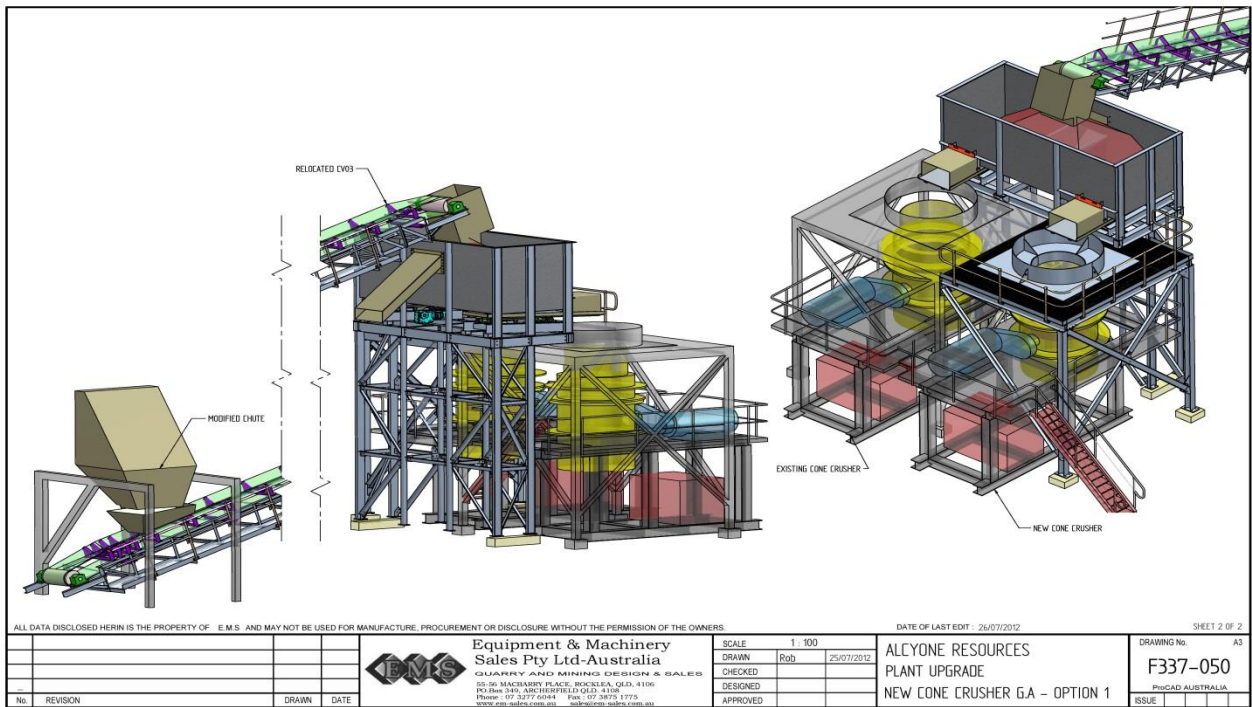 RELOCATED CV03
MODIFIED CHUTE
EXISTING CONE CRUSHER
NEW CONE CRUSHER
ALL DATA DISCLOSED HERIN IS THE PROPERTY OF E.M.S AND MAY NOT BE USED FOR MANUFACTURE, PROCUREMENT OR DISCLOSURE WITHOUT THE PERMISSION OF THE OWNERS.
DATE OF LAST EDIT : 26/07/2012
SHEET 2 OF 2
No. REVISION DRAWN DATE
EMS
Equipment & Machinery
Sales Pty Ltd-Australia
QUARRY AND MINING DESIGN & SALES
55-56 MACBARRY PLACE, ROCKLEA, QLD, 4106
PO.Box 349, ARCHERFIELD QLD. 4108
Phone : 07 3277 6044 Fax : 07 3875 1775
www.em-sales.com.au sales@em-sales.com.au
SCALE 1 : 100
DRAWN Rob 25/07/2012
CHECKED
DESIGNED
APPROVED
ALCYONE RESOURCES
PLANT UPGRADE
NEW CONE CRUSHER G.A - OPTION 1
DRAWING No. A3
F337-050
ProCAD AUSTRALIA
ISSUE